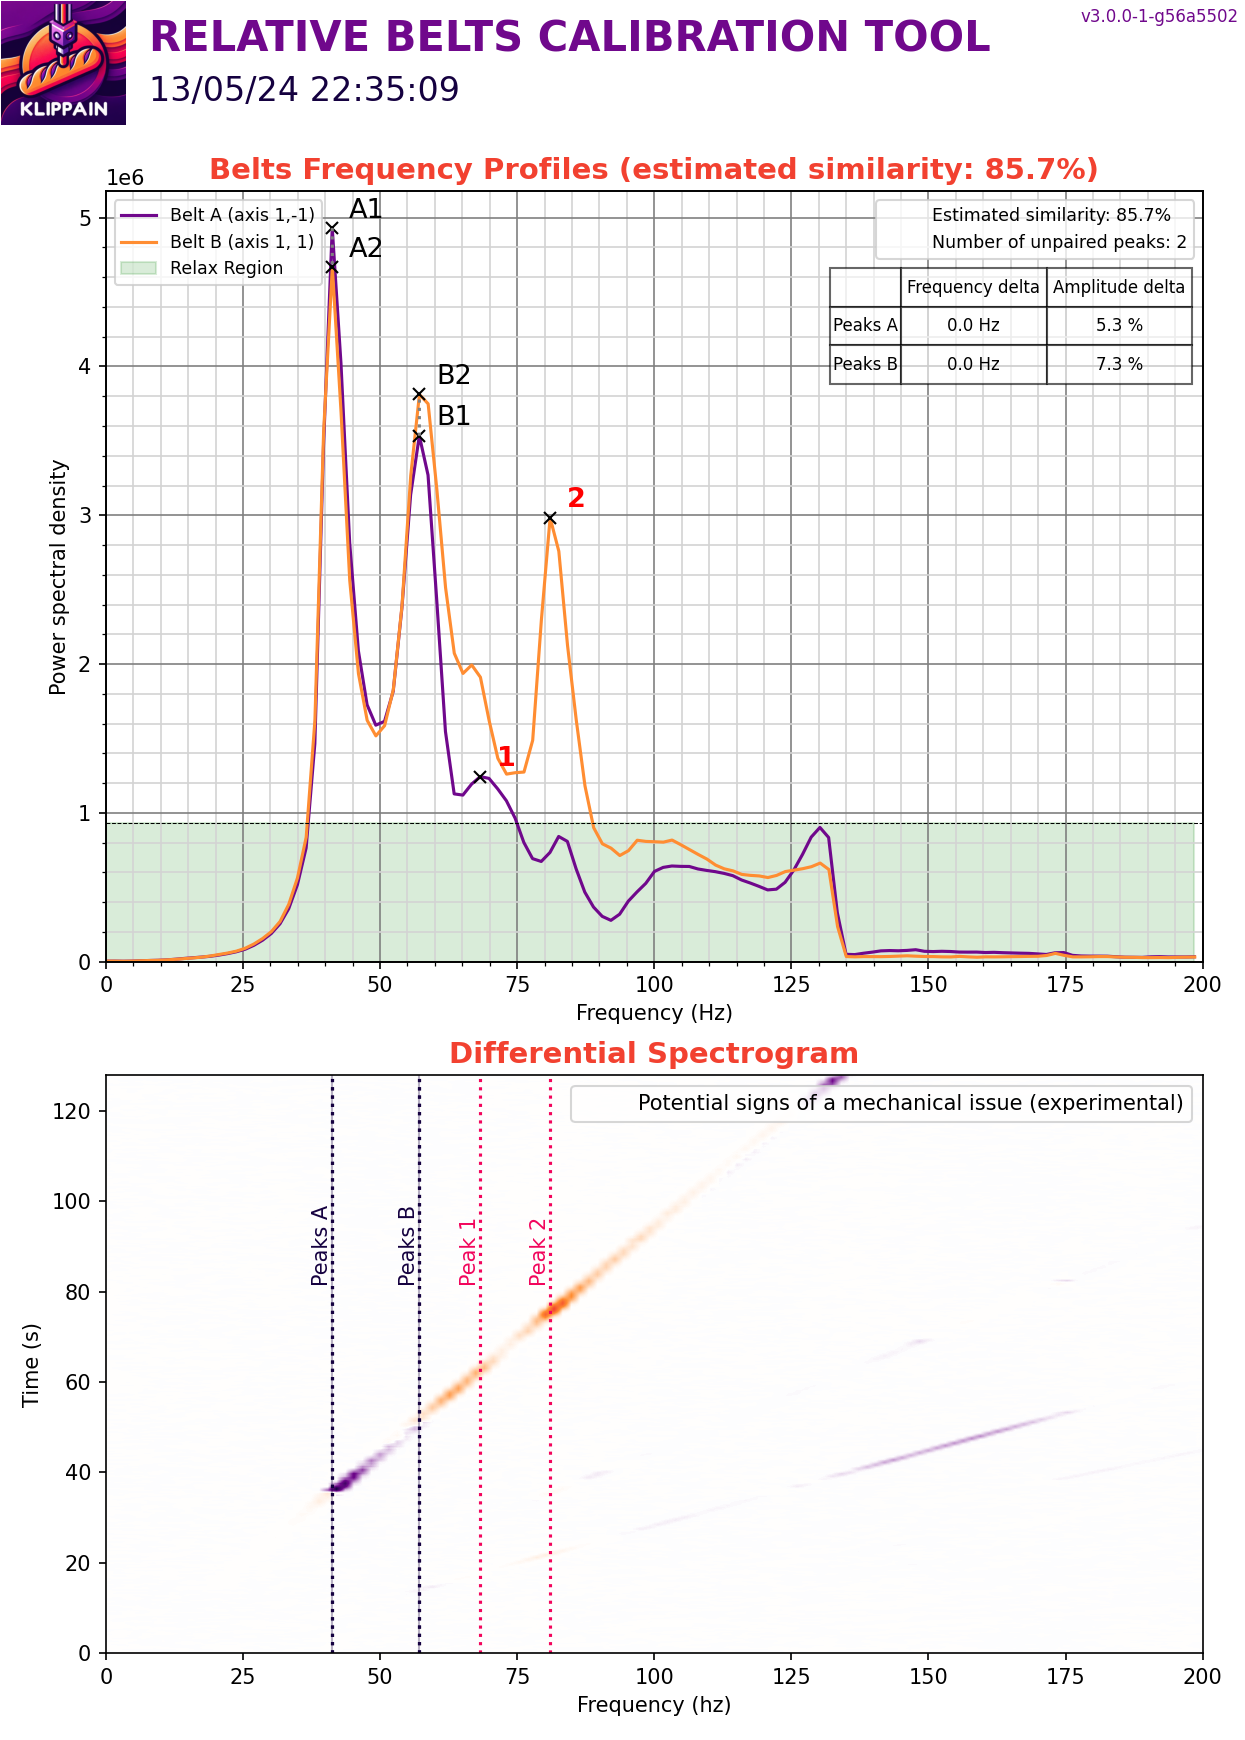 KLIPPAIN
RELATIVE BELTS CALIBRATION TOOL
13/05/24 22:35:09
v3.0.0-1-g56a5502
Belts Frequency Profiles (estimated similarity: 85.7%)
1e6
Belt A (axis 1,-1)
Belt B (axis 1, 1)
Relax Region
A1
A2
B2
B1
2
1
Estimated similarity: 85.7%
Number of unpaired peaks: 2
Frequency delta Amplitude delta
Peaks A 0.0 Hz 5.3 %
Peaks B 0.0 Hz 7.3 %
Power spectral density
5
4
3
2
1
0
0 25 50 75 100 125 150 175 200
Frequency (Hz)
Differential Spectrogram
Potential signs of a mechanical issue (experimental)
Peaks A
Peaks B
Peak 1
Peak 2
Time (s)
120
100
80
60
40
20
0
0 25 50 75 100 125 150 175 200
Frequency (hz)